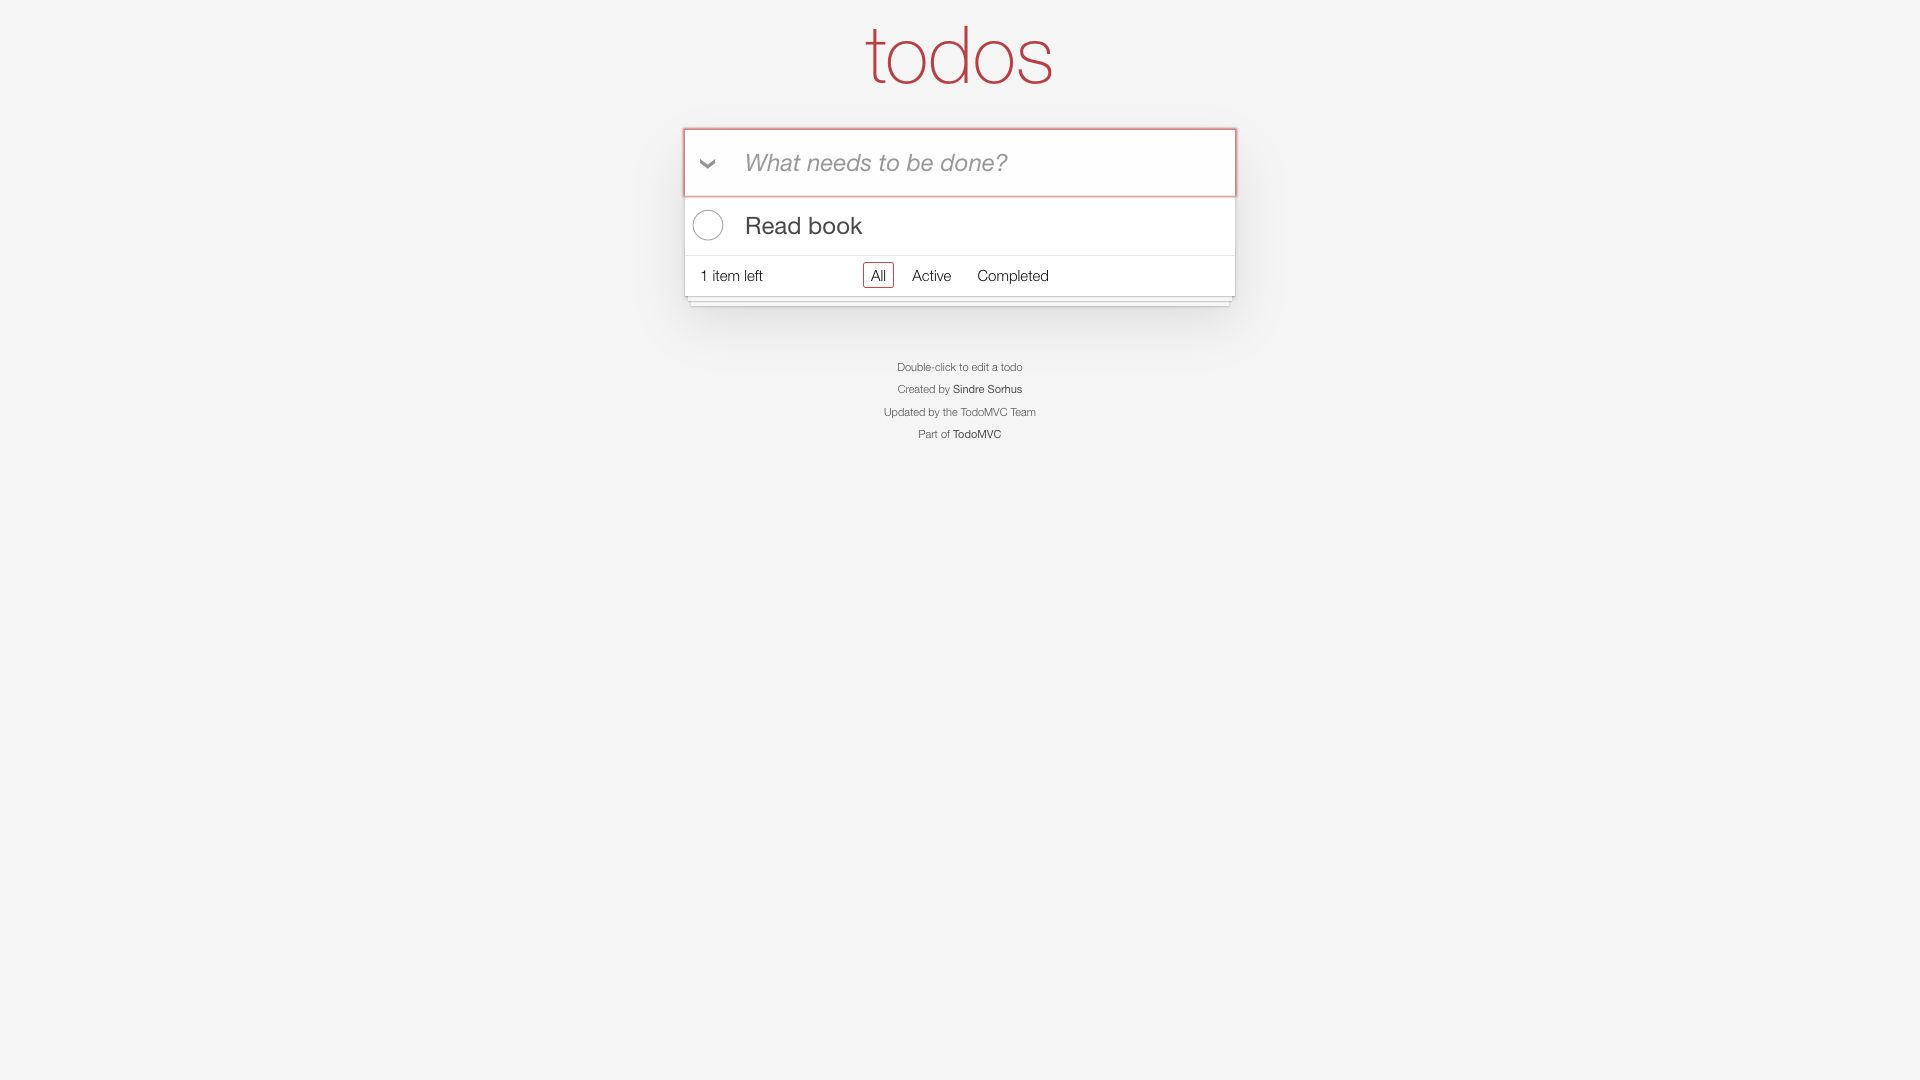 todos
What needs to be done?
Read book
1 item left
All
Active
Completed
Double-click to edit a todo
Created by Sindre Sorhus
Updated by the TodoMVC Team
Part of TodoMVC